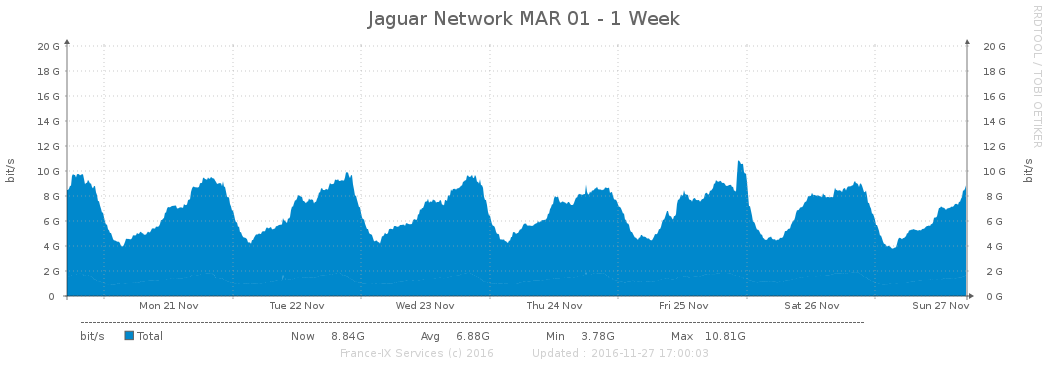 Jaguar Network MAR 01 - 1 Week
RRDTOOL / TOBI OETIKER
bit/s
bit/s
20 G 20 G
18 G 18 G
16 G 16 G
14 G 14 G
12 G 12 G
10 G 10 G
8 G 8 G
6 G 6 G
4 G 4 G
2 G 2 G
0 0 G
Mon 21 Nov Tue 22 Nov Wed 23 Nov Thu 24 Nov Fri 25 Nov Sat 26 Nov Sun 27 Nov
bit/s Total Now 8.84G Avg 6.88G Min 3.78G Max 10.81G
France-IX Services (c) 2016 Updated : 2016-11-27 17:00:03